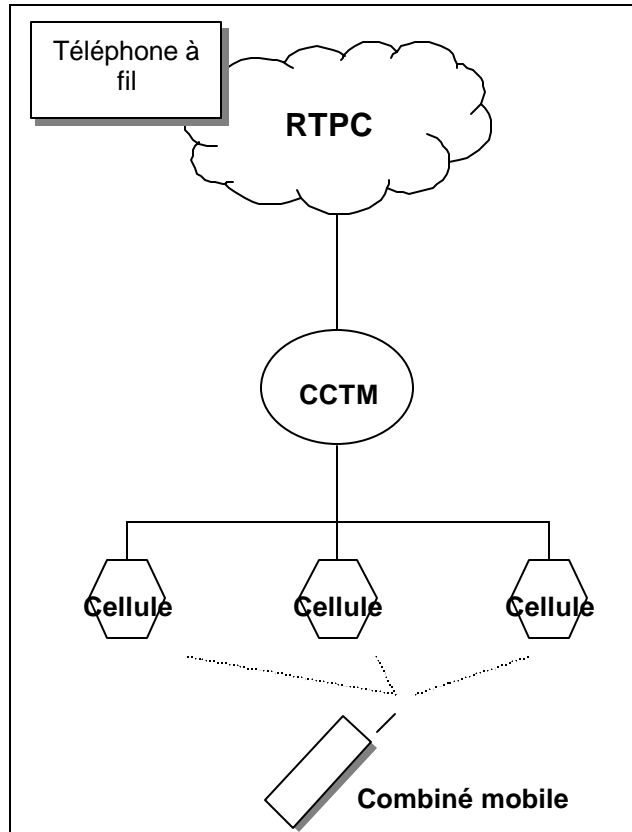 Téléphone à
fil
RTPC
CCTM
Cellule
Cellule
Cellule
Combiné mobile